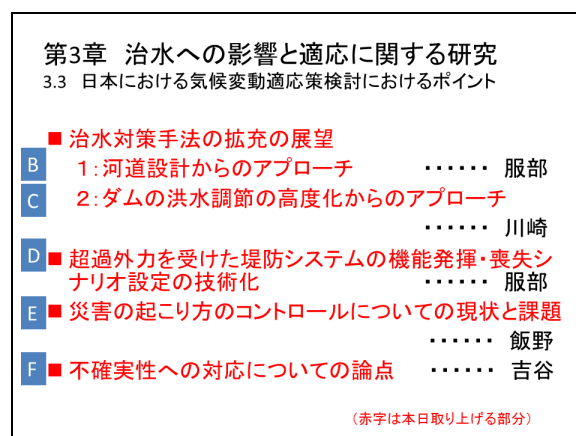 第3章 治水への影響と適応に関する研究
3.3 日本における気候変動適応策検討におけるポイント
■ 治水対策手法の拡充の展望
B 1:河道設計からのアプローチ ・・・・・・ 服部
C 2:ダムの洪水調節の高度化からのアプローチ
・・・・・・ 川崎
D ■ 超過外力を受けた堤防システムの機能発揮・喪失シ
ナリオ設定の技術化 ・・・・・・ 服部
E ■ 災害の起こり方のコントロールについての現状と課題
・・・・・・ 飯野
F ■ 不確実性への対応についての論点 ・・・・・・ 吉谷
(赤字は本日取り上げる部分)